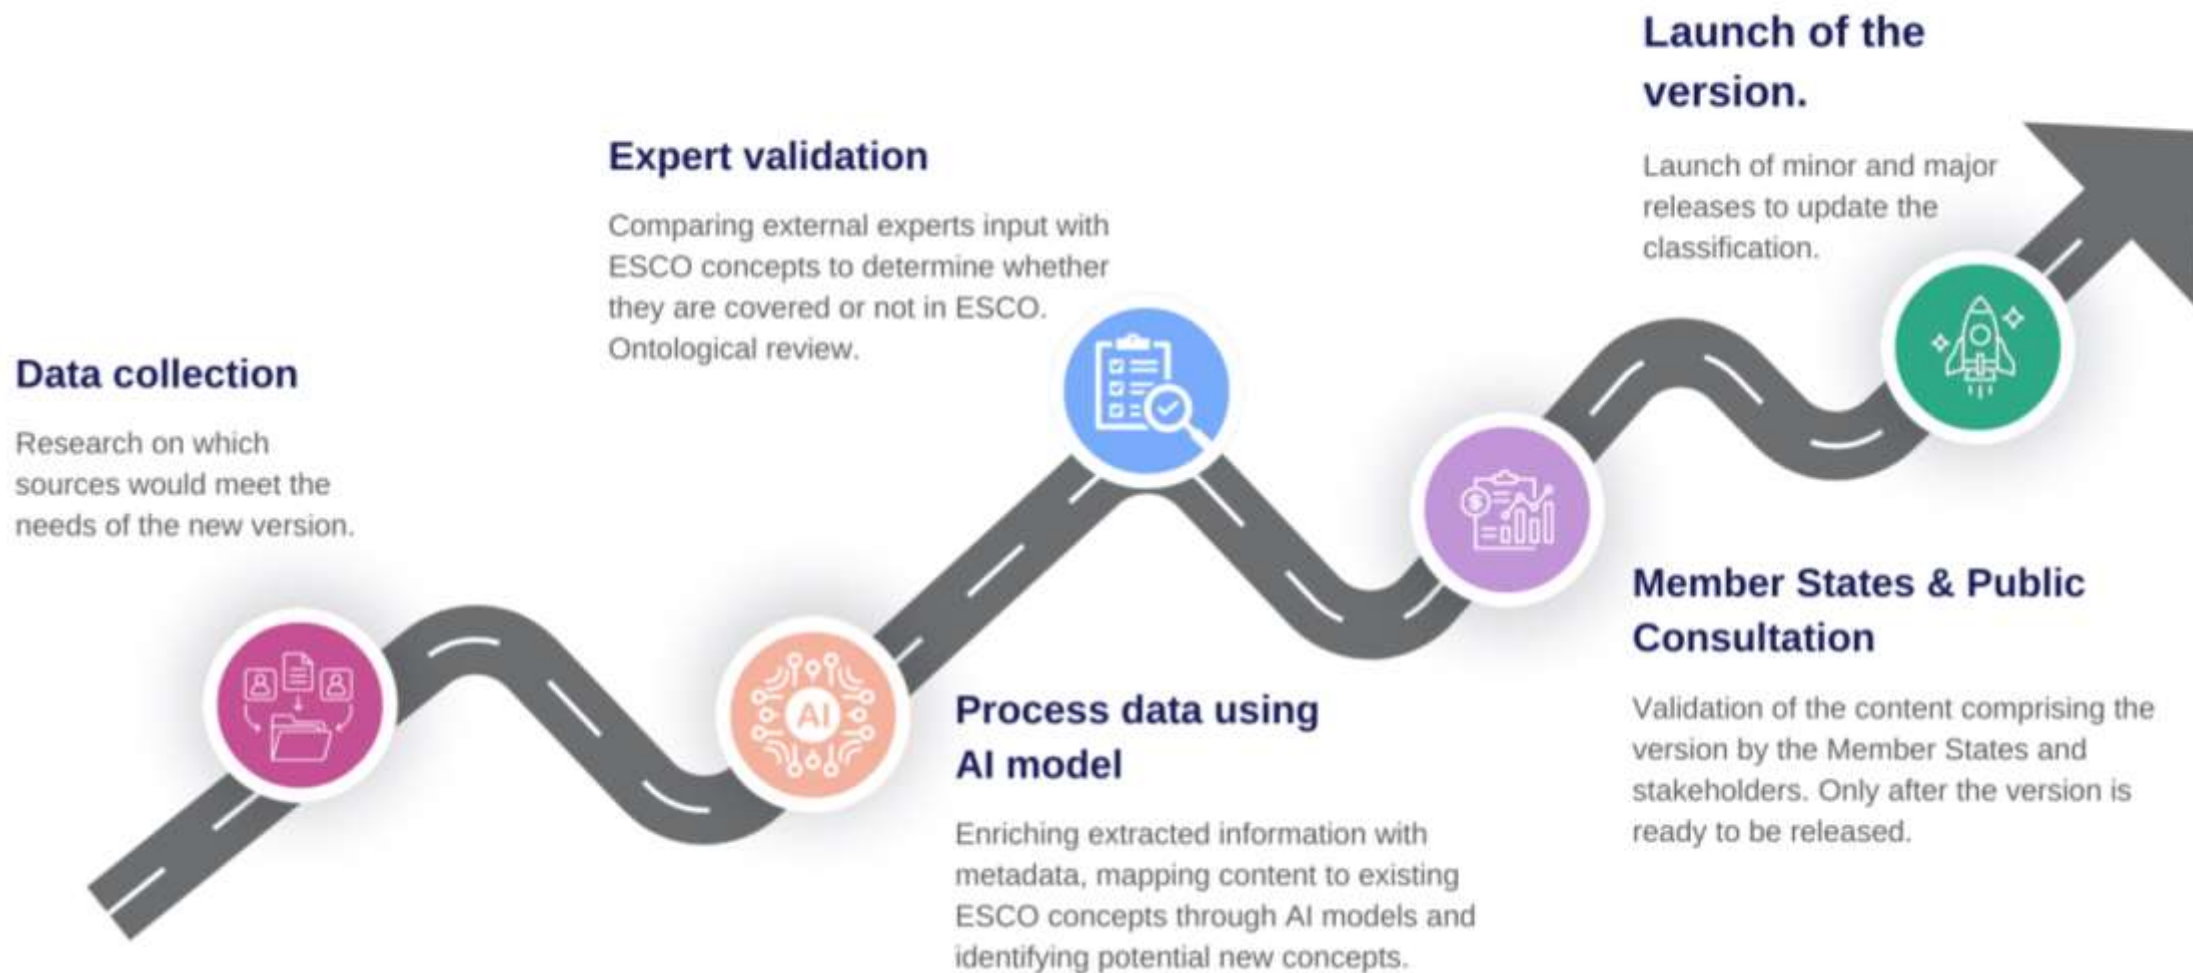 Data collection
Research on which
sources would meet the
needs of the new version.
AI
Process data using
AI model
Enriching extracted information with
metadata, mapping content to existing
ESCO concepts through AI models and
identifying potential new concepts.
Expert validation
Comparing external experts input with
ESCO concepts to determine whether
they are covered or not in ESCO.
Ontological review.
$
Member States & Public
Consultation
Validation of the content comprising the
version by the Member States and
stakeholders. Only after the version is
ready to be released.
Launch of the
version.
Launch of minor and major
releases to update the
classification.